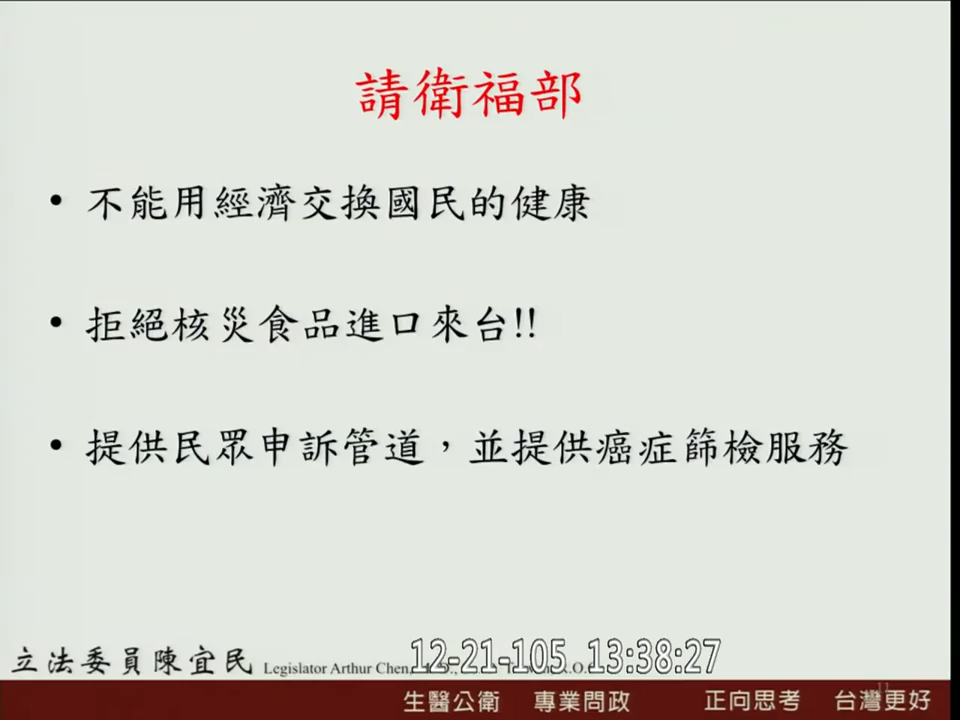 請衛福部
• 不能用經濟交換國民的健康
• 拒絕核災食品進口來台!!
• 提供民眾申訴管道，並提供癌症篩檢服務
立法委員陳宜民 Legislator Arthur Chen,
12-21-105 13:38:27
生醫公衛 專業問政 正向思考 台灣更好